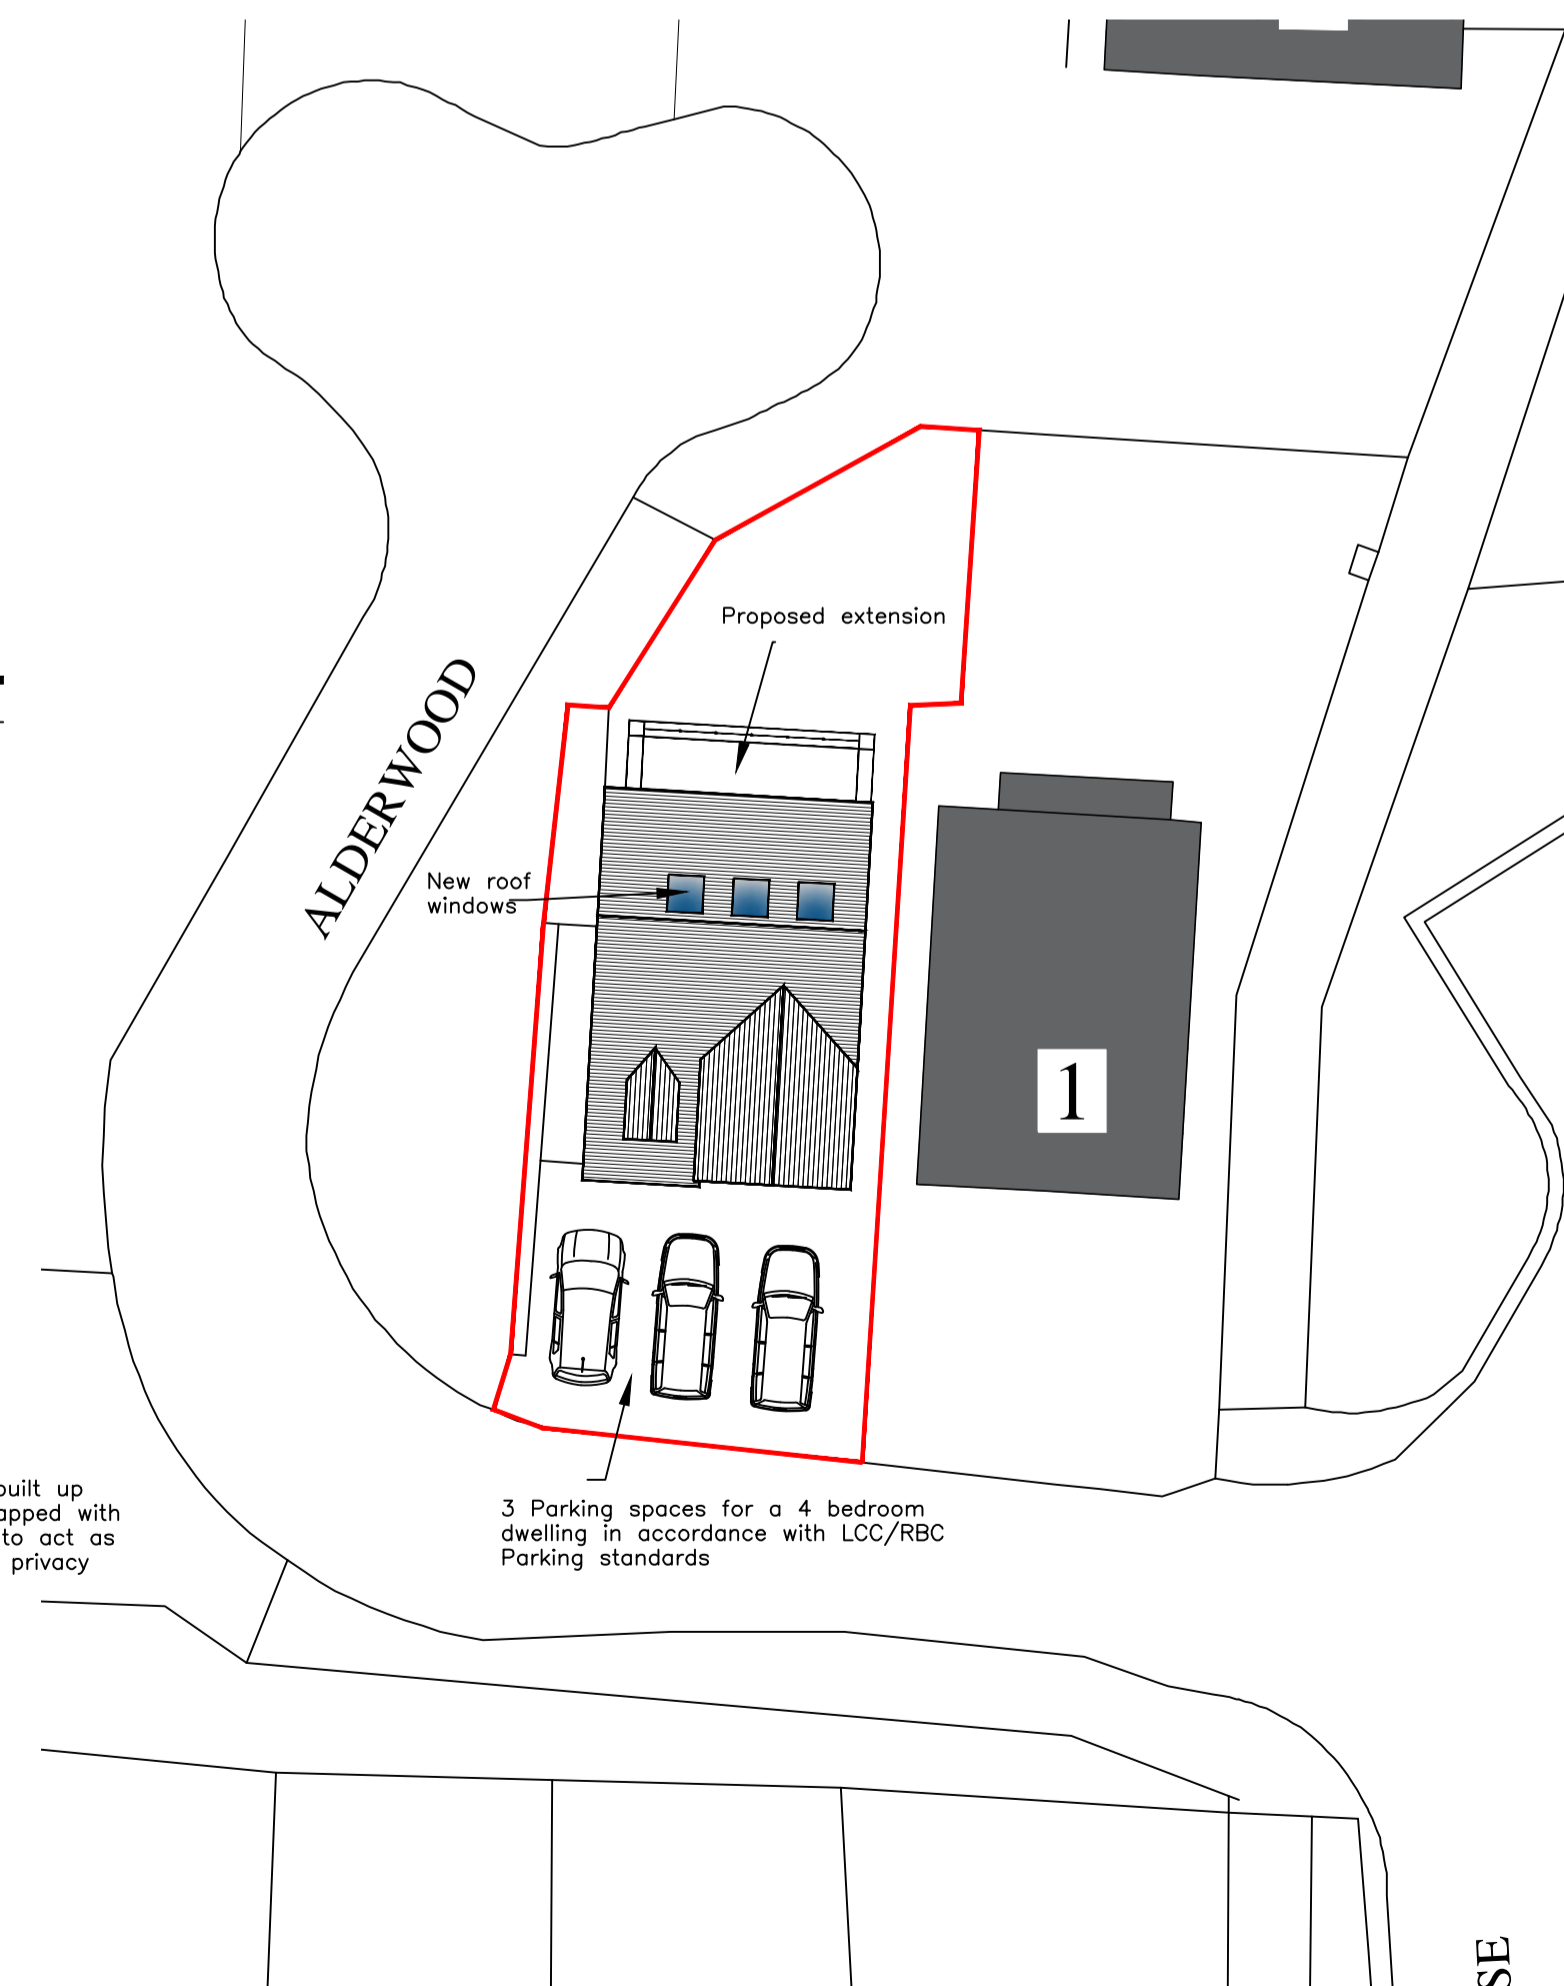 Proposed extension
ALDERWOOD
New roof
windows
1
built up
apped with
to act as
privacy
3 Parking spaces for a 4 bedroom
dwelling in accordance with LCC/RBC
Parking standards
SE